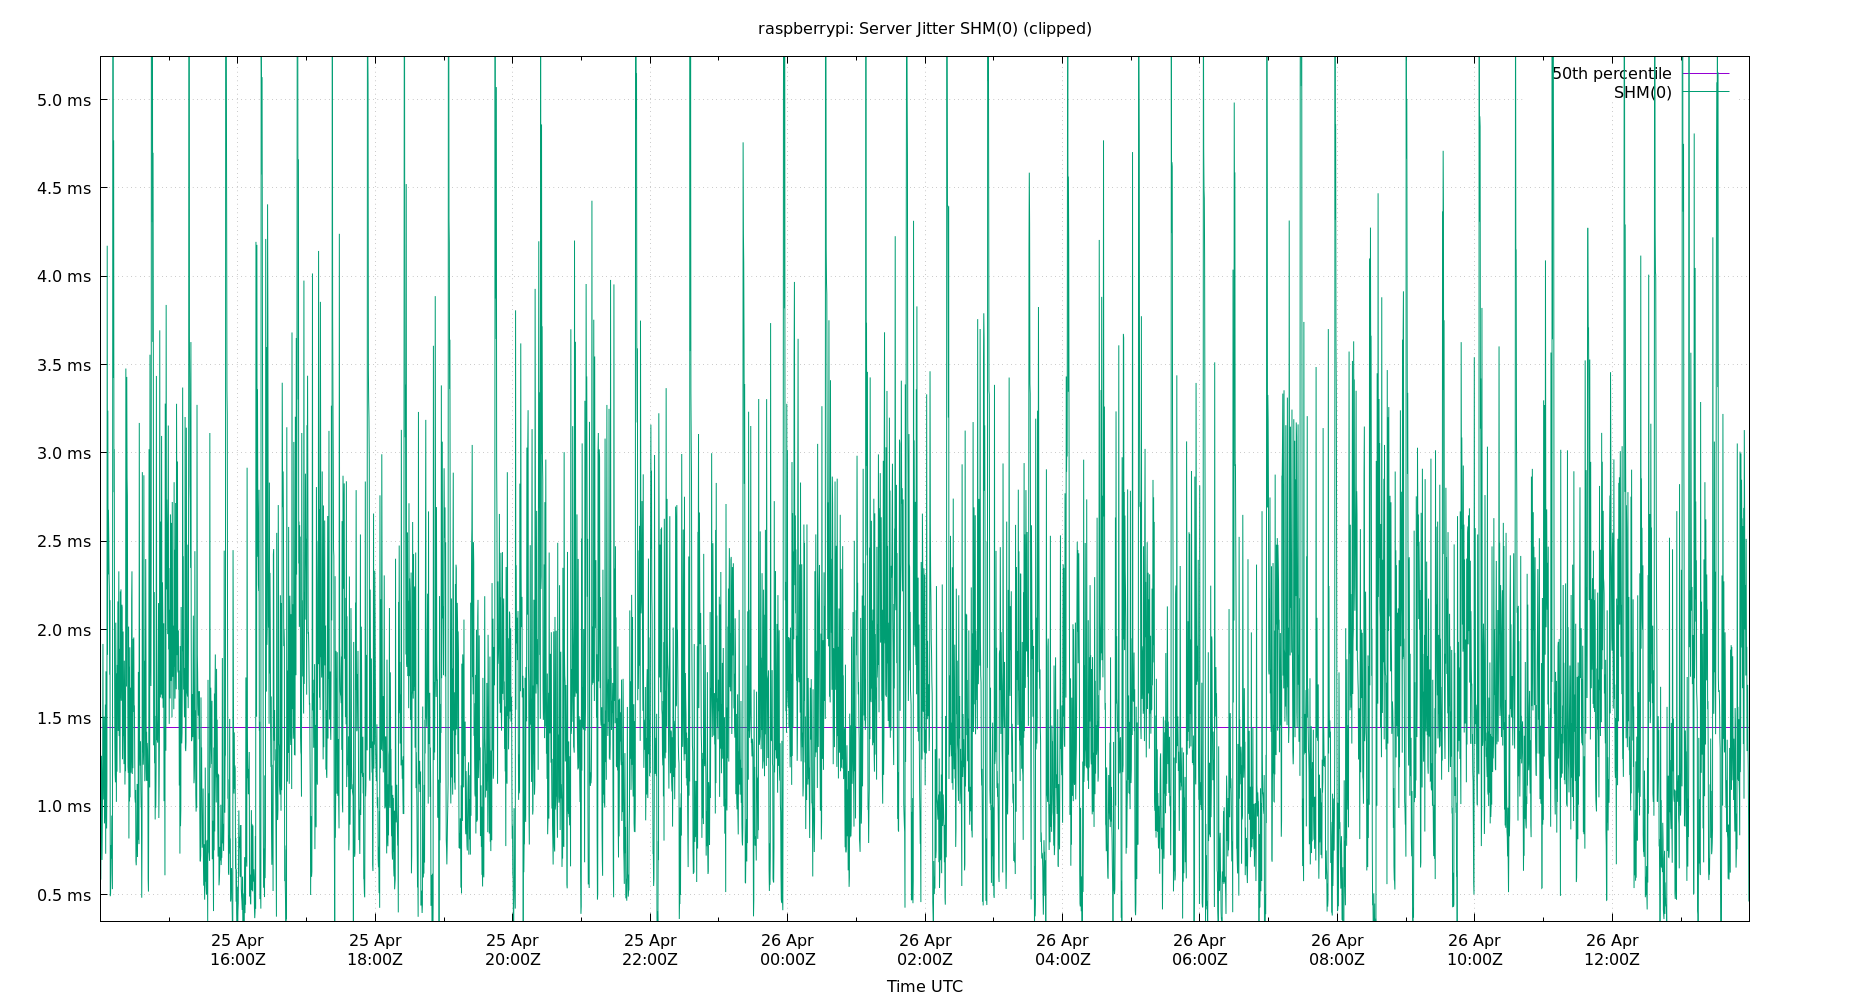 raspberrypi: Server Jitter SHM(0) (clipped)
50th percentile
SHM(0)
5.0 ms
4.5 ms
4.0 ms
3.5 ms
3.0 ms
2.5 ms
2.0 ms
1.5 ms
1.0 ms
0.5 ms
25 Apr 25 Apr 25 Apr 25 Apr 26 Apr 26 Apr 26 Apr 26 Apr 26 Apr 26 Apr 26 Apr
16:00Z 18:00Z 20:00Z 22:00Z 00:00Z 02:00Z 04:00Z 06:00Z 08:00Z 10:00Z 12:00Z
Time UTC